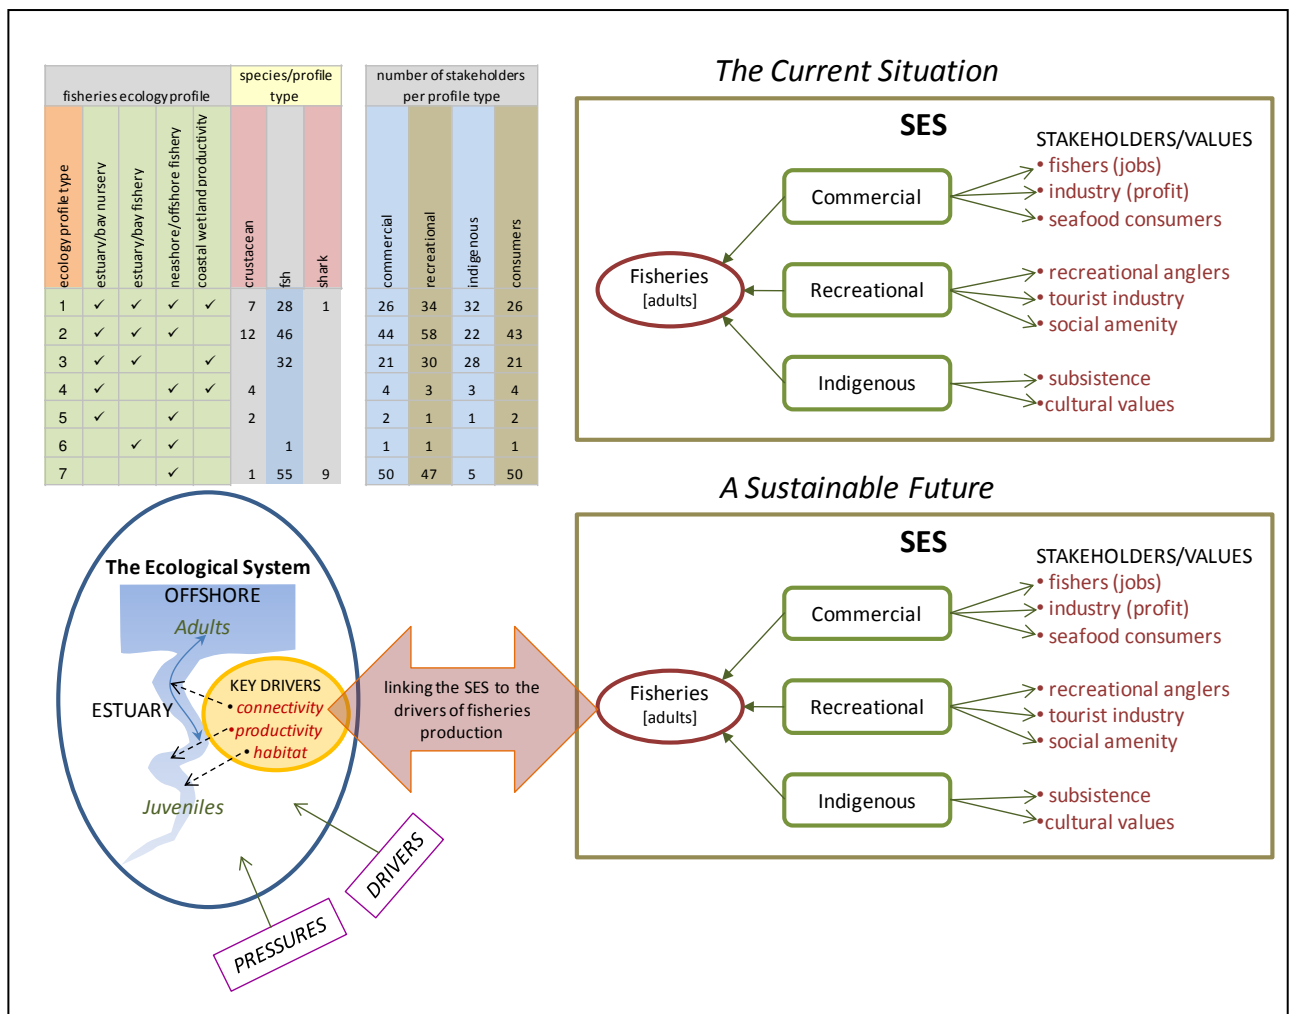 The Current Situation
fisheries ecology profile
species/profile type
number of stakeholders per profile type
ecology profile type
estuary/bay nursery
estuary/bay fishery
neashore/offshore fishery
coastal wetland productivity
crustacean
fsh
shark
commercial
recreational
indigenous
consumers
1 ✓ ✓ ✓ ✓ 7 28 1 26 34 32 26
2 ✓ ✓ ✓ 12 46 44 58 22 43
3 ✓ ✓ ✓ 32 21 30 28 21
4 ✓ ✓ ✓ 4 4 3 3 4
5 ✓ ✓ 2 2 1 1 2
6 ✓ ✓ 1 1 1 1
7 ✓ 1 55 9 50 47 5 50
SES
STAKEHOLDERS/VALUES
Commercial
• fishers (jobs)
• industry (profit)
• seafood consumers
Fisheries
[adults]
Recreational
• recreational anglers
• tourist industry
• social amenity
Indigenous
• subsistence
•cultural values
A Sustainable Future
SES
STAKEHOLDERS/VALUES
Commercial
• fishers (jobs)
• industry (profit)
• seafood consumers
Fisheries
[adults]
Recreational
• recreational anglers
• tourist industry
• social amenity
Indigenous
• subsistence
•cultural values
The Ecological System
OFFSHORE
Adults
ESTUARY
KEY DRIVERS
• connectivity
•productivity
• habitat
Juveniles
linking the SES to the
drivers of fisheries
production
DRIVERS
PRESSURES